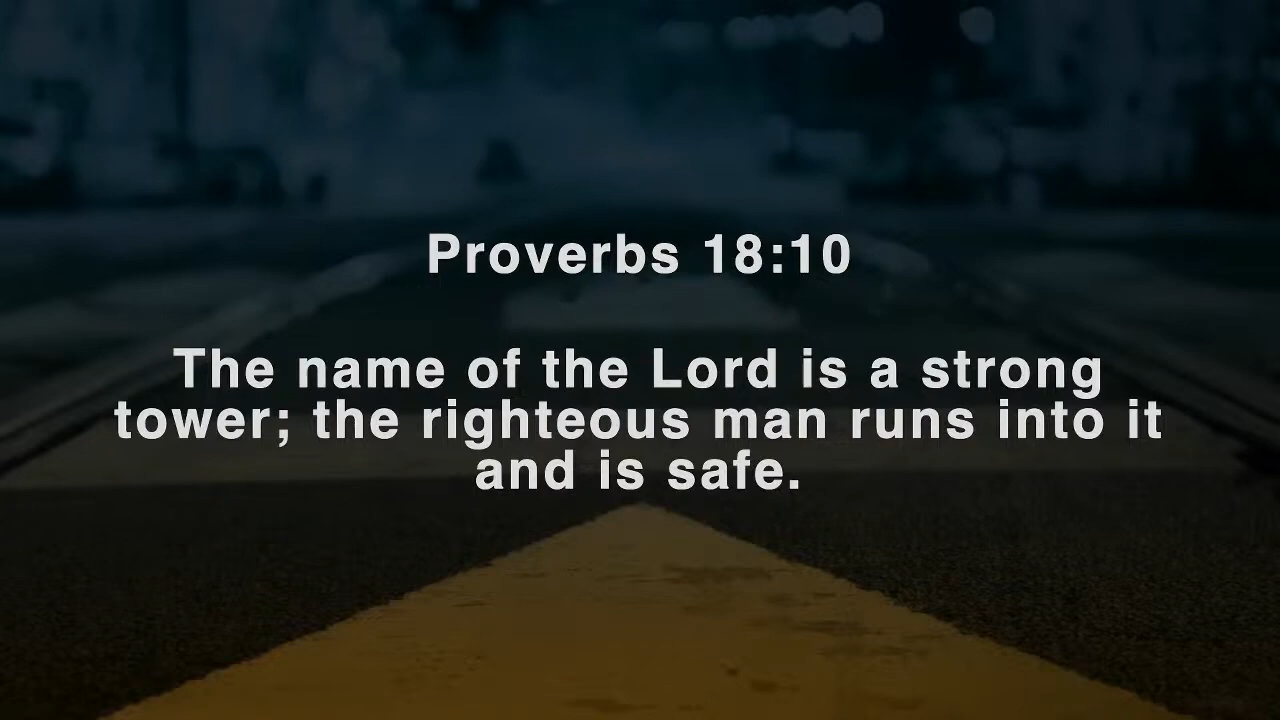 Proverbs 18:10
The name of the Lord is a strong
tower; the righteous man runs into it
and is safe.